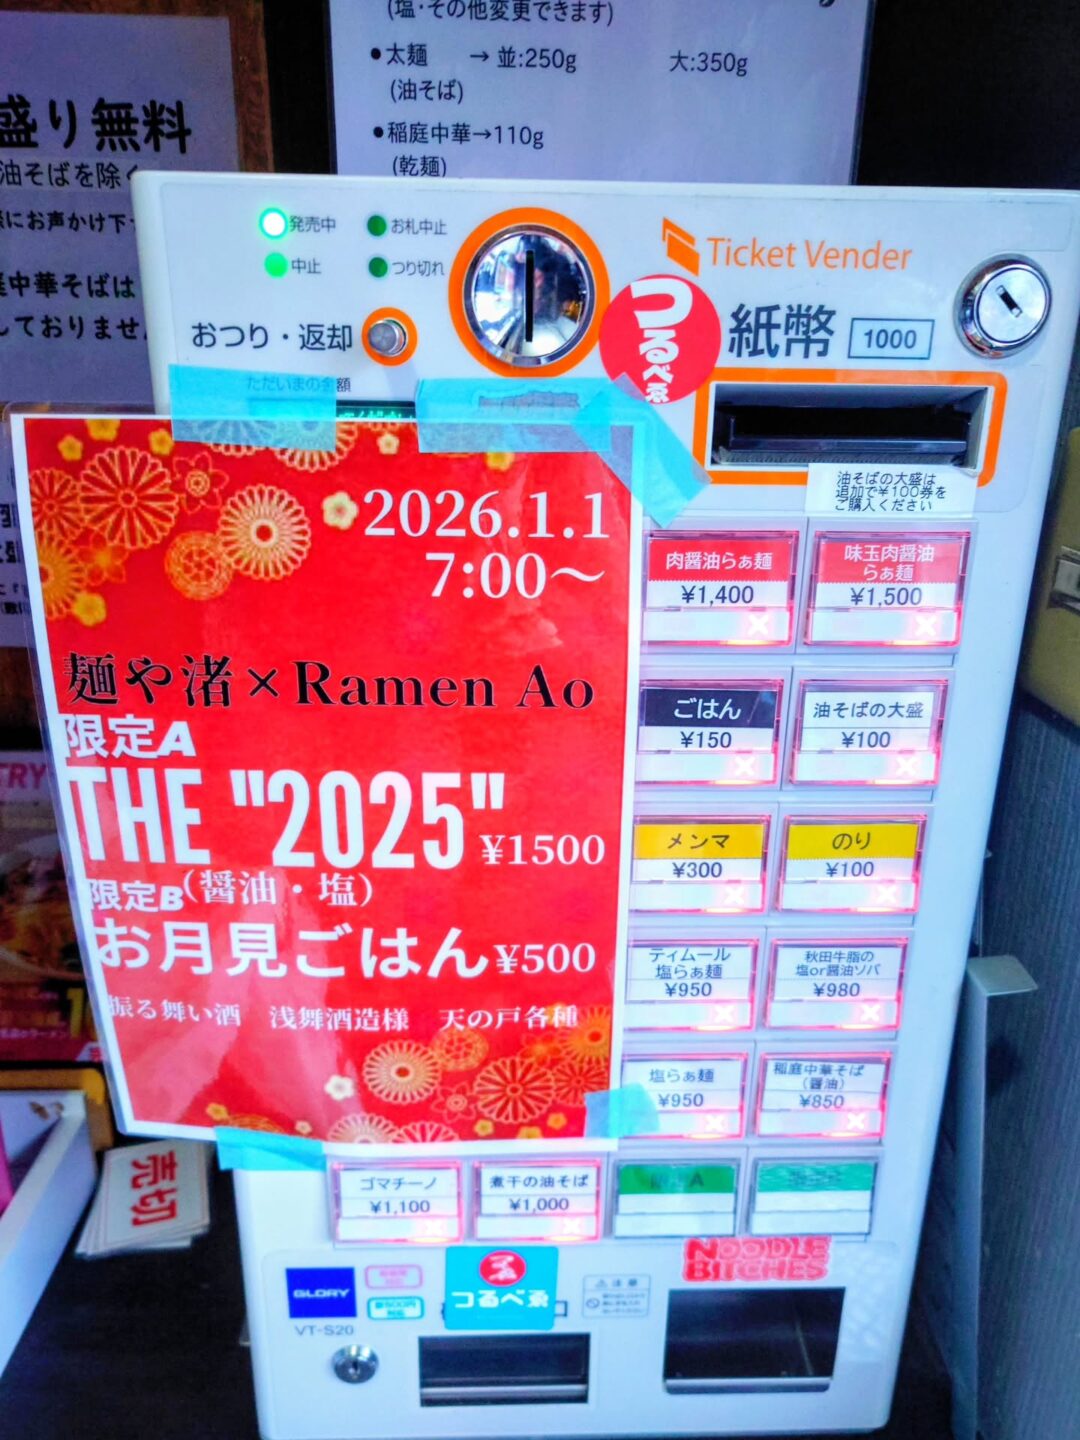 (塩・その他変更できます)
●太麺 →並:250g 大:350g
(油そば)
●稲庭中華→110g
(乾麺)
盛り無料
油そばを除く
にお声かけ下
中華そばは
しておりません
発売中
お札中止
中止
つり切れ
おつり・返却
ただいまの金額
Ticket Vender
つるべゑ
紙幣 1000
油そばの大盛は
追加で¥100券を
ご購入ください
2026.1.1
7:00～
麺や渚×Ramen Ao
限定A
THE "2025" ¥1500
限定B(醤油・塩)
お月見ごはん¥500
振る舞い酒 浅舞酒造様 天の戸各種
肉醤油らぁ麺
¥1,400
味玉肉醤油
らぁ麺
¥1,500
ごはん
¥150
油そばの大盛
¥100
メンマ
¥300
のり
¥100
ティムール
塩らぁ麺
¥950
秋田牛脂の
塩or醤油ソバ
¥980
塩らぁ麺
¥950
稲庭中華そば
(醤油)
¥850
ゴマチーノ
¥1,100
煮干の油そば
¥1,000
売切
GLORY
VT-S20
新500円
対応
つるべゑ
注意
NOODLE
BITCHES